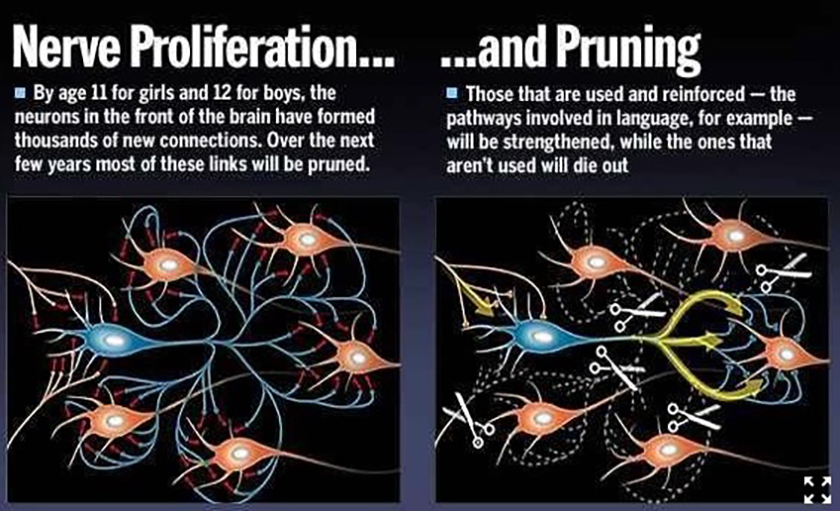 Nerve Proliferation...
By age 11 for girls and 12 for boys, the
neurons in the front of the brain have formed
thousands of new connections. Over the next
few years most of these links will be pruned.
...and Pruning
Those that are used and reinforced — the
pathways involved in language, for example —
will be strengthened, while the ones that
aren't used will die out